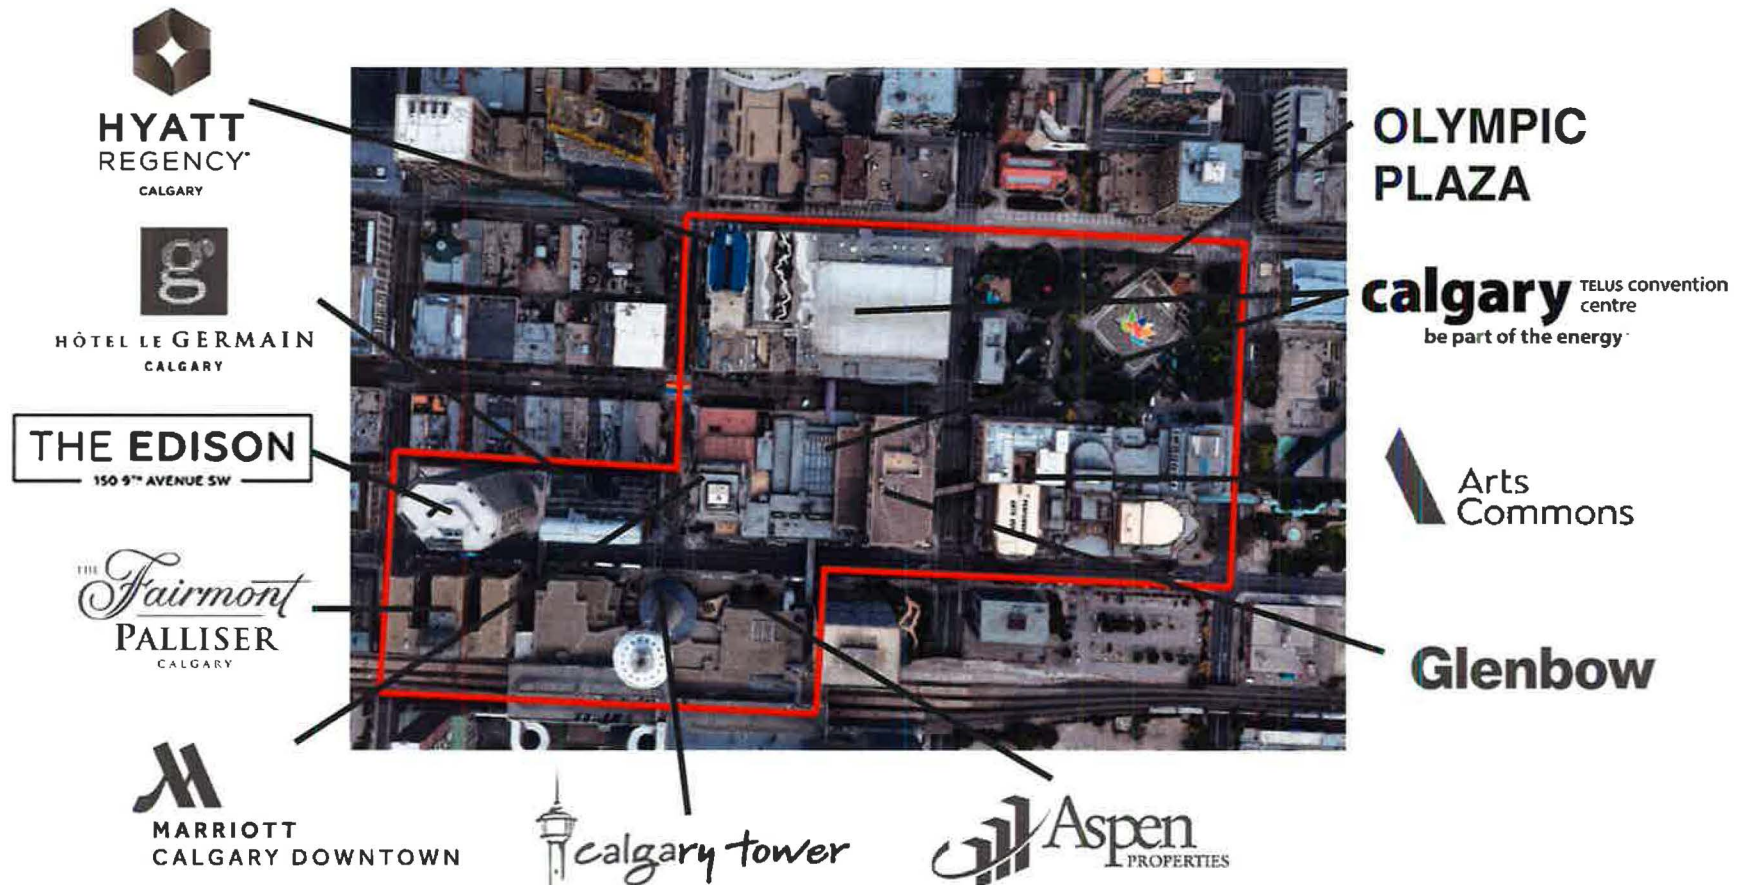 HYATT
REGENCY
CALGARY
g
HÔTEL LE GERMAIN
CALGARY
THE EDISON
150 9TH AVENUE SW
THE Fairmont
PALLISER
CALGARY
MARRIOTT
CALGARY DOWNTOWN
calgary tower
Aspen
PROPERTIES
OLYMPIC
PLAZA
calgary TELUS convention
centre
be part of the energy
Arts
Commons
Glenbow